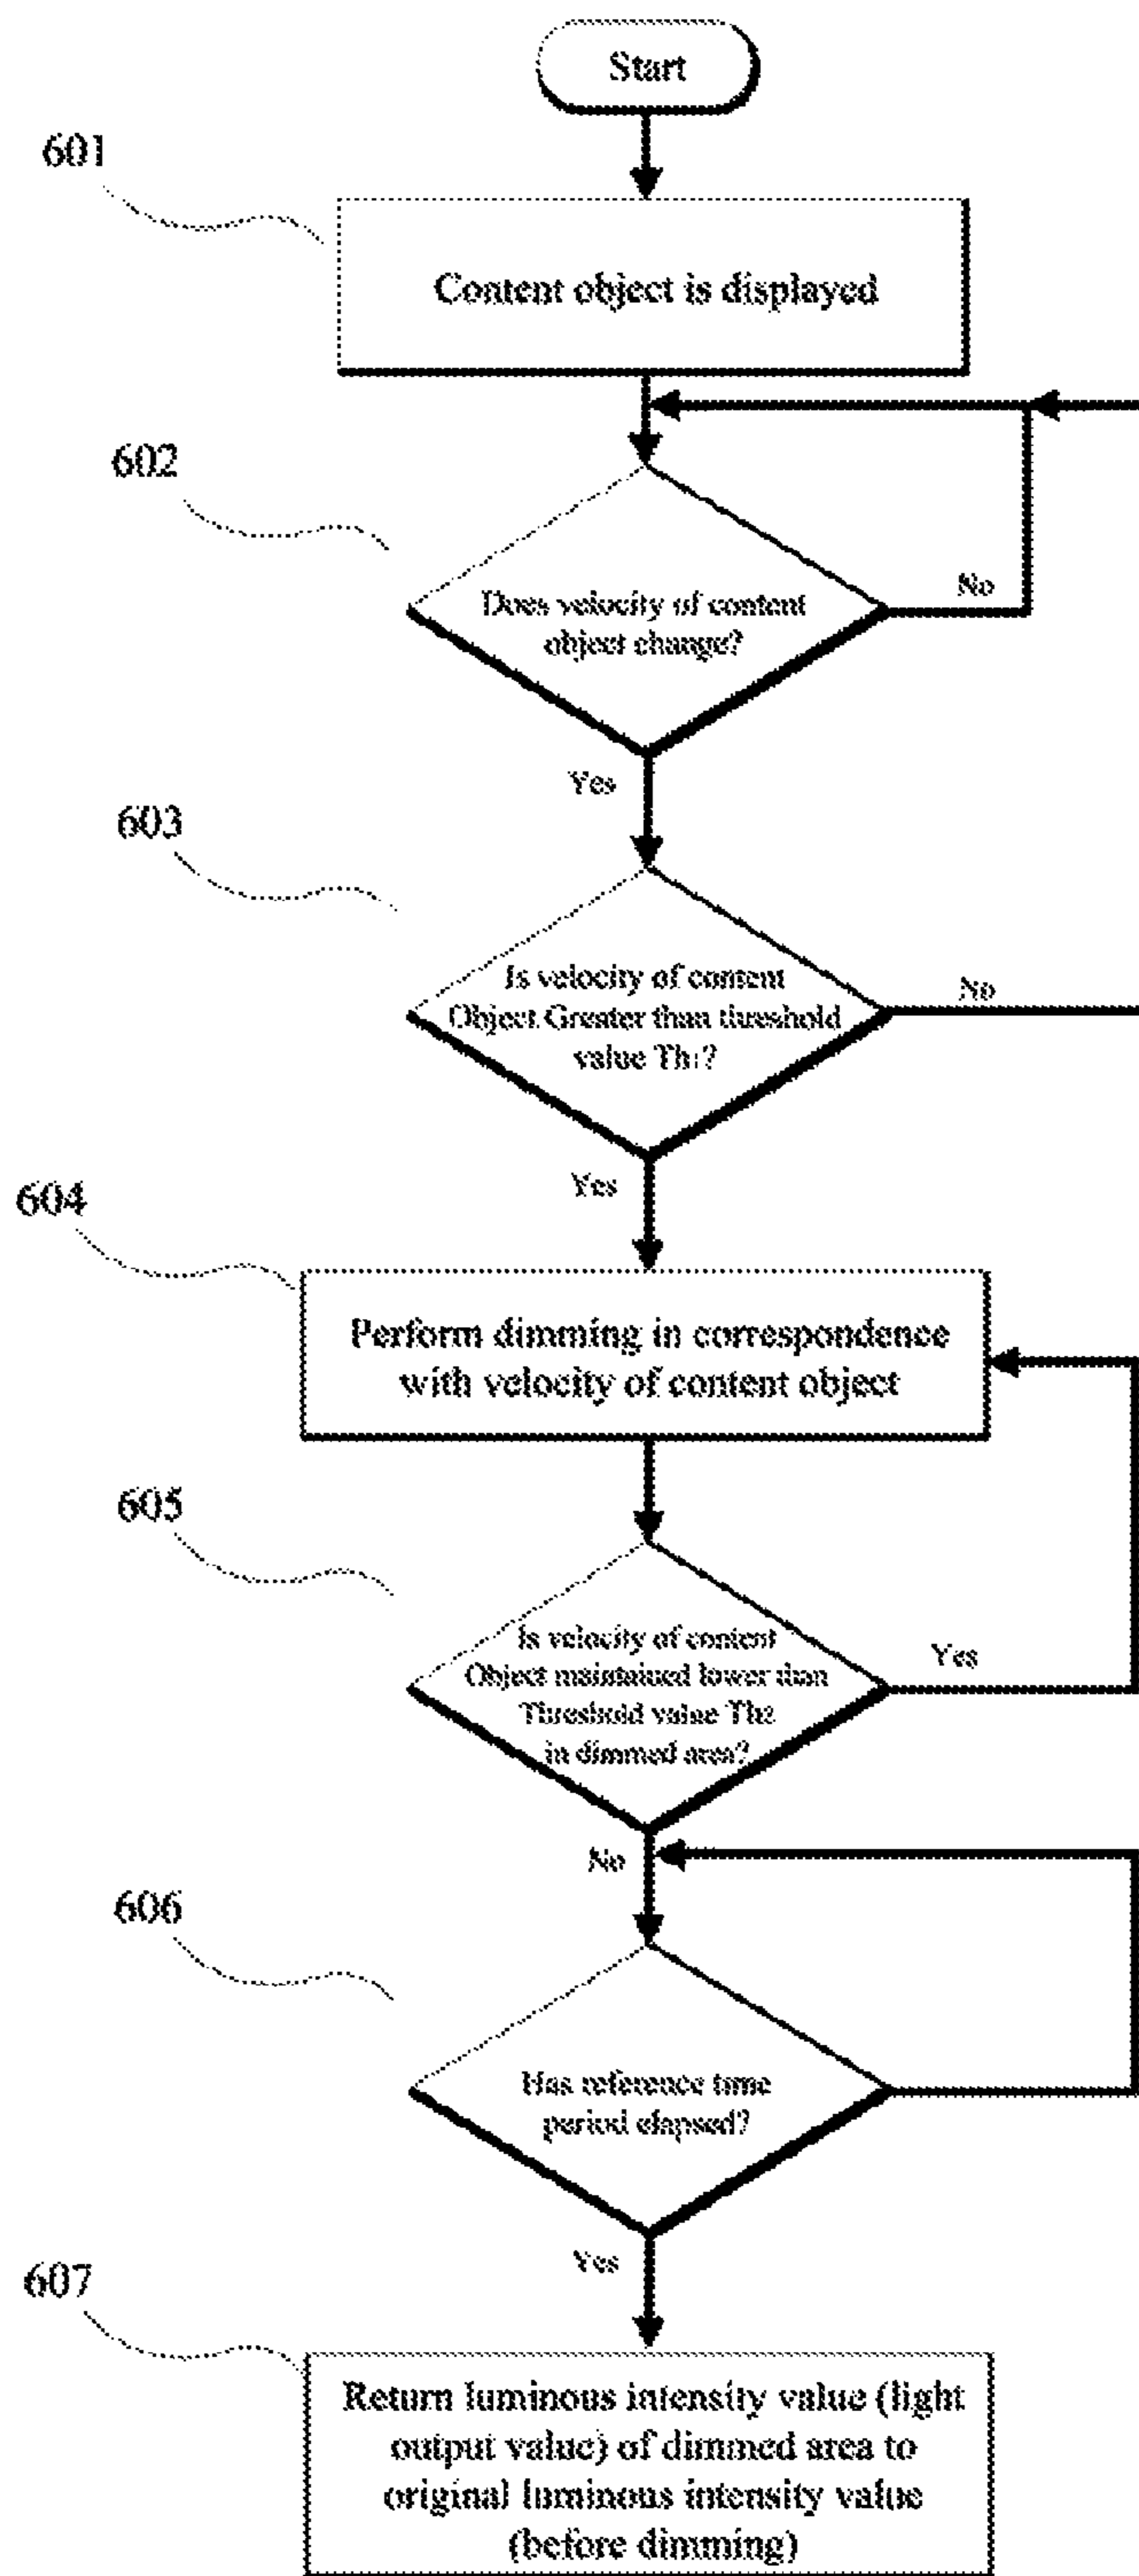 Start
601
Content object is displayed
602
Does velocity of content
object change?
No
Yes
603
Is velocity of content
Object Greater than threshold
value Th1?
No
Yes
604
Perform dimming in correspondence
with velocity of content object
605
Is velocity of content
Object maintained lower than
Threshold value Th2
in dimmed area?
Yes
No
606
Has reference time
period elapsed?
Yes
607
Return luminous intensity value (light
output value) of dimmed area to
original luminous intensity value
(before dimming)